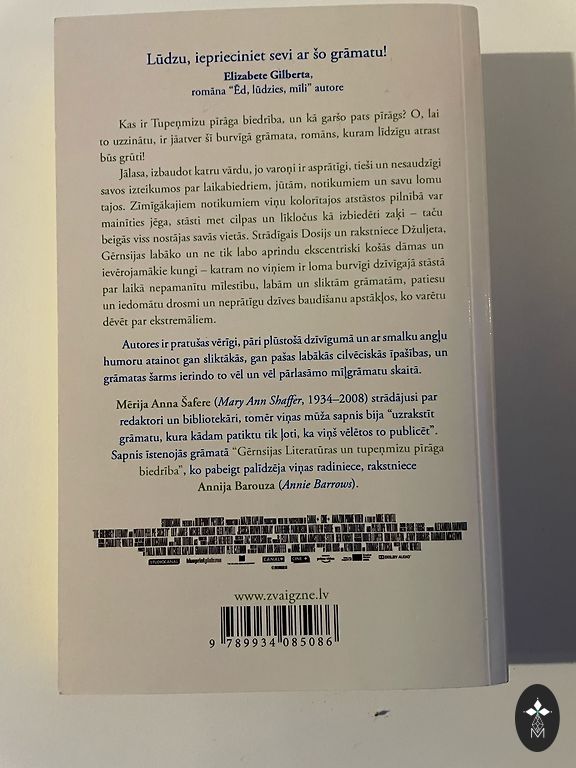 Lūdzu, ieprieciniet sevi ar šo grāmatu!
Elizabete Gilberta,
romāna “Ēd, lūdzies, mīli” autore
Kas ir Tupeņmizu pīrāga biedrība, un kā garšo pats pīrāgs? O, lai
to uzzinātu, ir jāatver šī burvīgā grāmata, romāns, kuram līdzīgu atrast
būs grūti!
Jālasa, izbaudot katru vārdu, jo varoņi ir asprātīgi, tieši un nesaudzīgi
savos izteikumos par laikabiedriem, jūtām, notikumiem un savu lomu
tajos. Zīmīgākajiem notikumiem viņu kolorītajos atstāstos pilnībā var
mainīties jēga, stāsti met cilpas un līkločus kā izbiedēti zaķi – taču
beigās viss nostājas savās vietās. Strādīgais Dosijs un rakstniece Džuljeta,
Gērnsijas labāko un ne tik labo aprindu ekscentriski košās dāmas un
ievērojamākie kungi – katram no viņiem ir loma burvīgi dzīvīgajā stāstā
par laikā nepamanītu mīlestību, labām un sliktām grāmatām, patiesu
un iedomātu drosmi un neprātīgu dzīves baudīšanu apstākļos, ko varētu
dēvēt par ekstremāliem.
Autores ir pratušas vērīgi, pāri plūstošā dzīvīgumā un ar smalku angļu
humoru atainot gan sliktākās, gan pašas labākās cilvēciskās īpašības, un
grāmatas šarms ierindo to vēl un vēl pārlasāmo mīļgrāmatu skaitā.
Mērija Anna Šafere (Mary Ann Shaffer, 1934–2008) strādājusi par
redaktori un bibliotekāri, tomēr viņas mūža sapnis bija “uzrakstīt
grāmatu, kura kādam patiktu tik ļoti, ka viņš vēlētos to publicēt”.
Sapnis īstenojās grāmatā “Gērnsijas Literatūras un tupeņmizu pīrāga
biedrība”, ko pabeigt palīdzēja viņas radiniece, rakstniece
Annija Barouza (Annie Barrows).
STUDIOCANAL
blueprintpictures
CANAL+
CINE+
DOLBY AUDIO
www.zvaigzne.lv
9 789934 085086
M